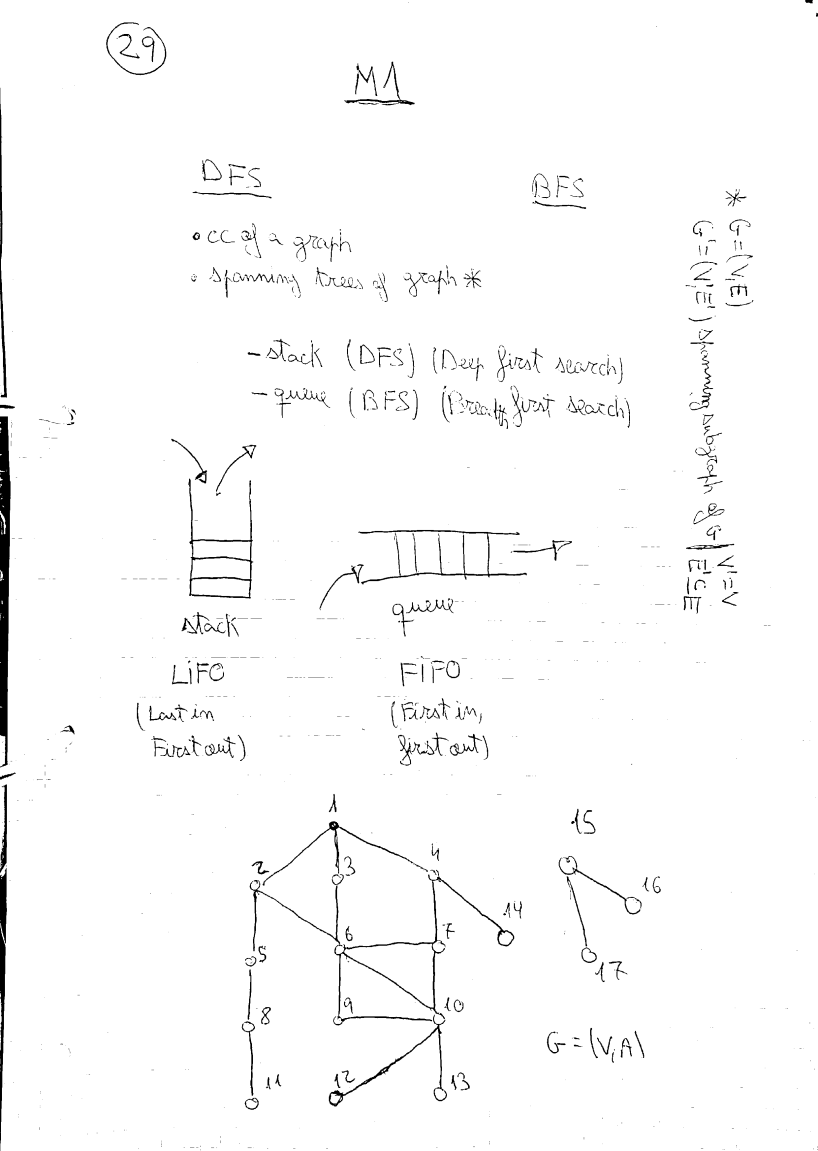 29
M1
DFS
BFS
• CC of a graph
• spanning trees of graph *
- stack (DFS) (Deep first search)
- queue (BFS) (Breath first search)
* G=(V,E)
G'=(V',E') spanning subgraph of G | V'=V
E'⊆E
stack
queue
LiFO
FiFO
(Last in
First out)
(First in,
first out)
1
2
3
4
5
6
7
8
9
10
11
12
13
14
15
16
17
G=(V,A)